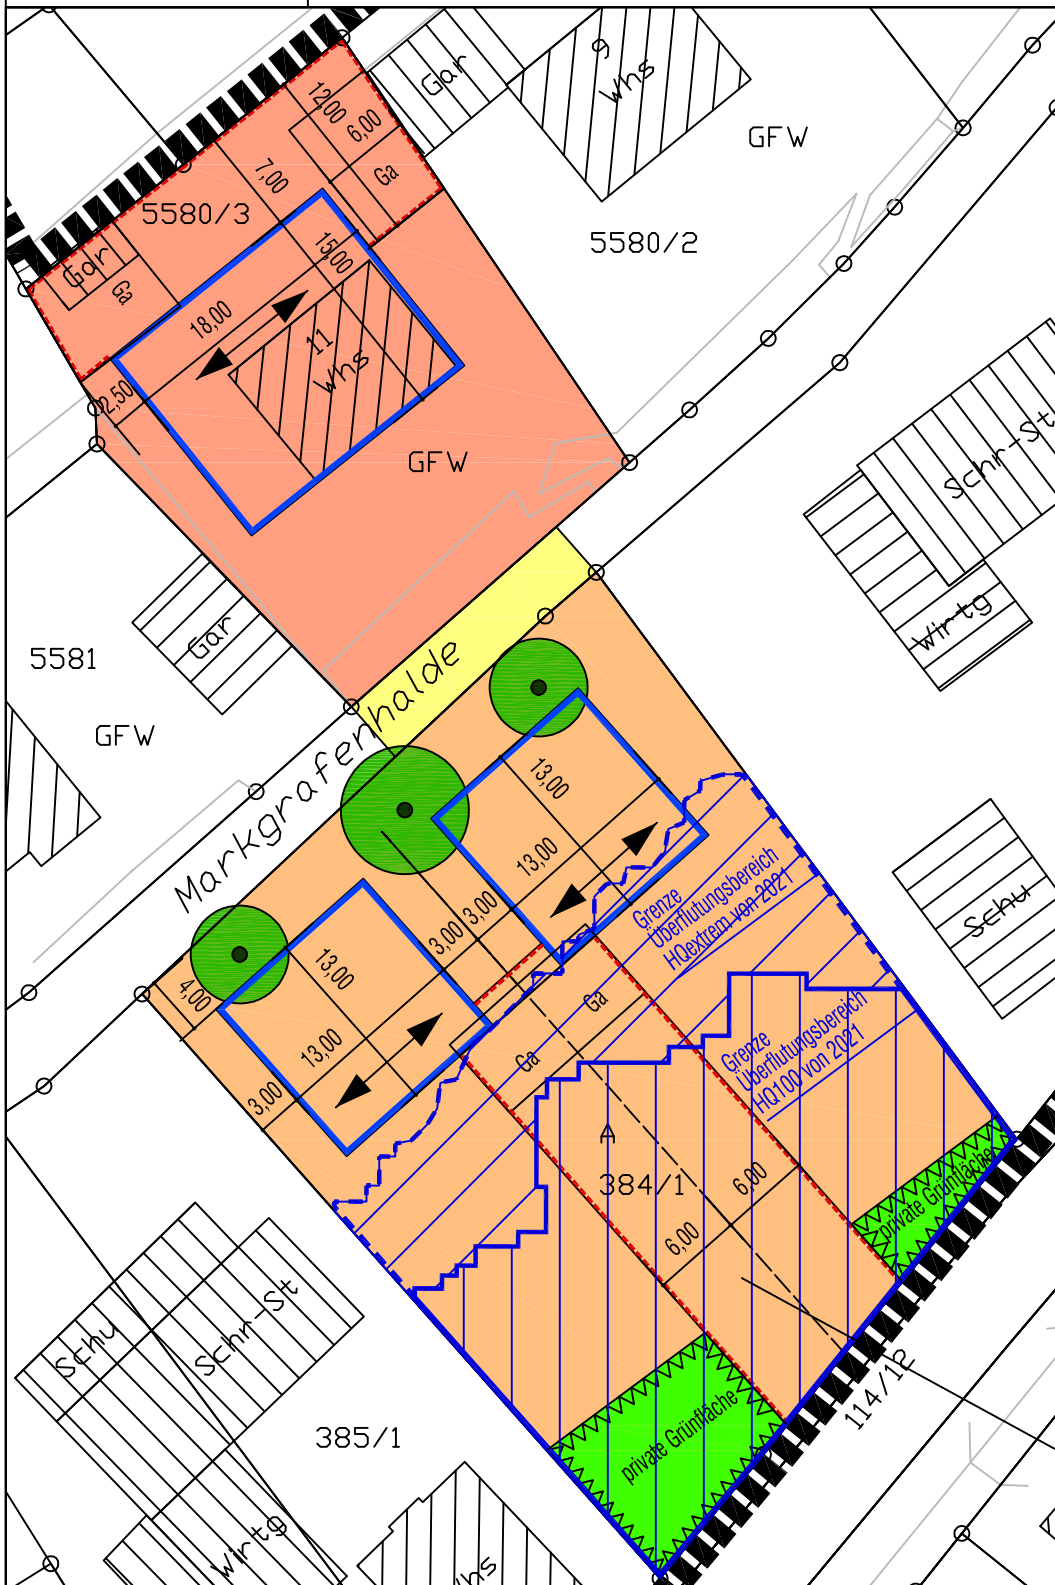 9
Whs
Gar
GFW
12,00
6,00
Ga
7,00
5580/3
5580/2
Gar
Ga
15,00
18,00
11
Whs
2,50
GFW
Schr-St
Wirtg
Gar
5581
GFW
Markgrafenhalde
13,00
13,00
3,00
3,00
Grenze
Überflutungsbereich
HQextrem von 2021
Schu
4,00
13,00
13,00
3,00
Ga
Ga
Grenze
Überflutungsbereich
HQ100 von 2021
A
384/1
6,00
6,00
private Grünfläche
private Grünfläche
114/12
Schu
Schr-St
385/1
Wirtg